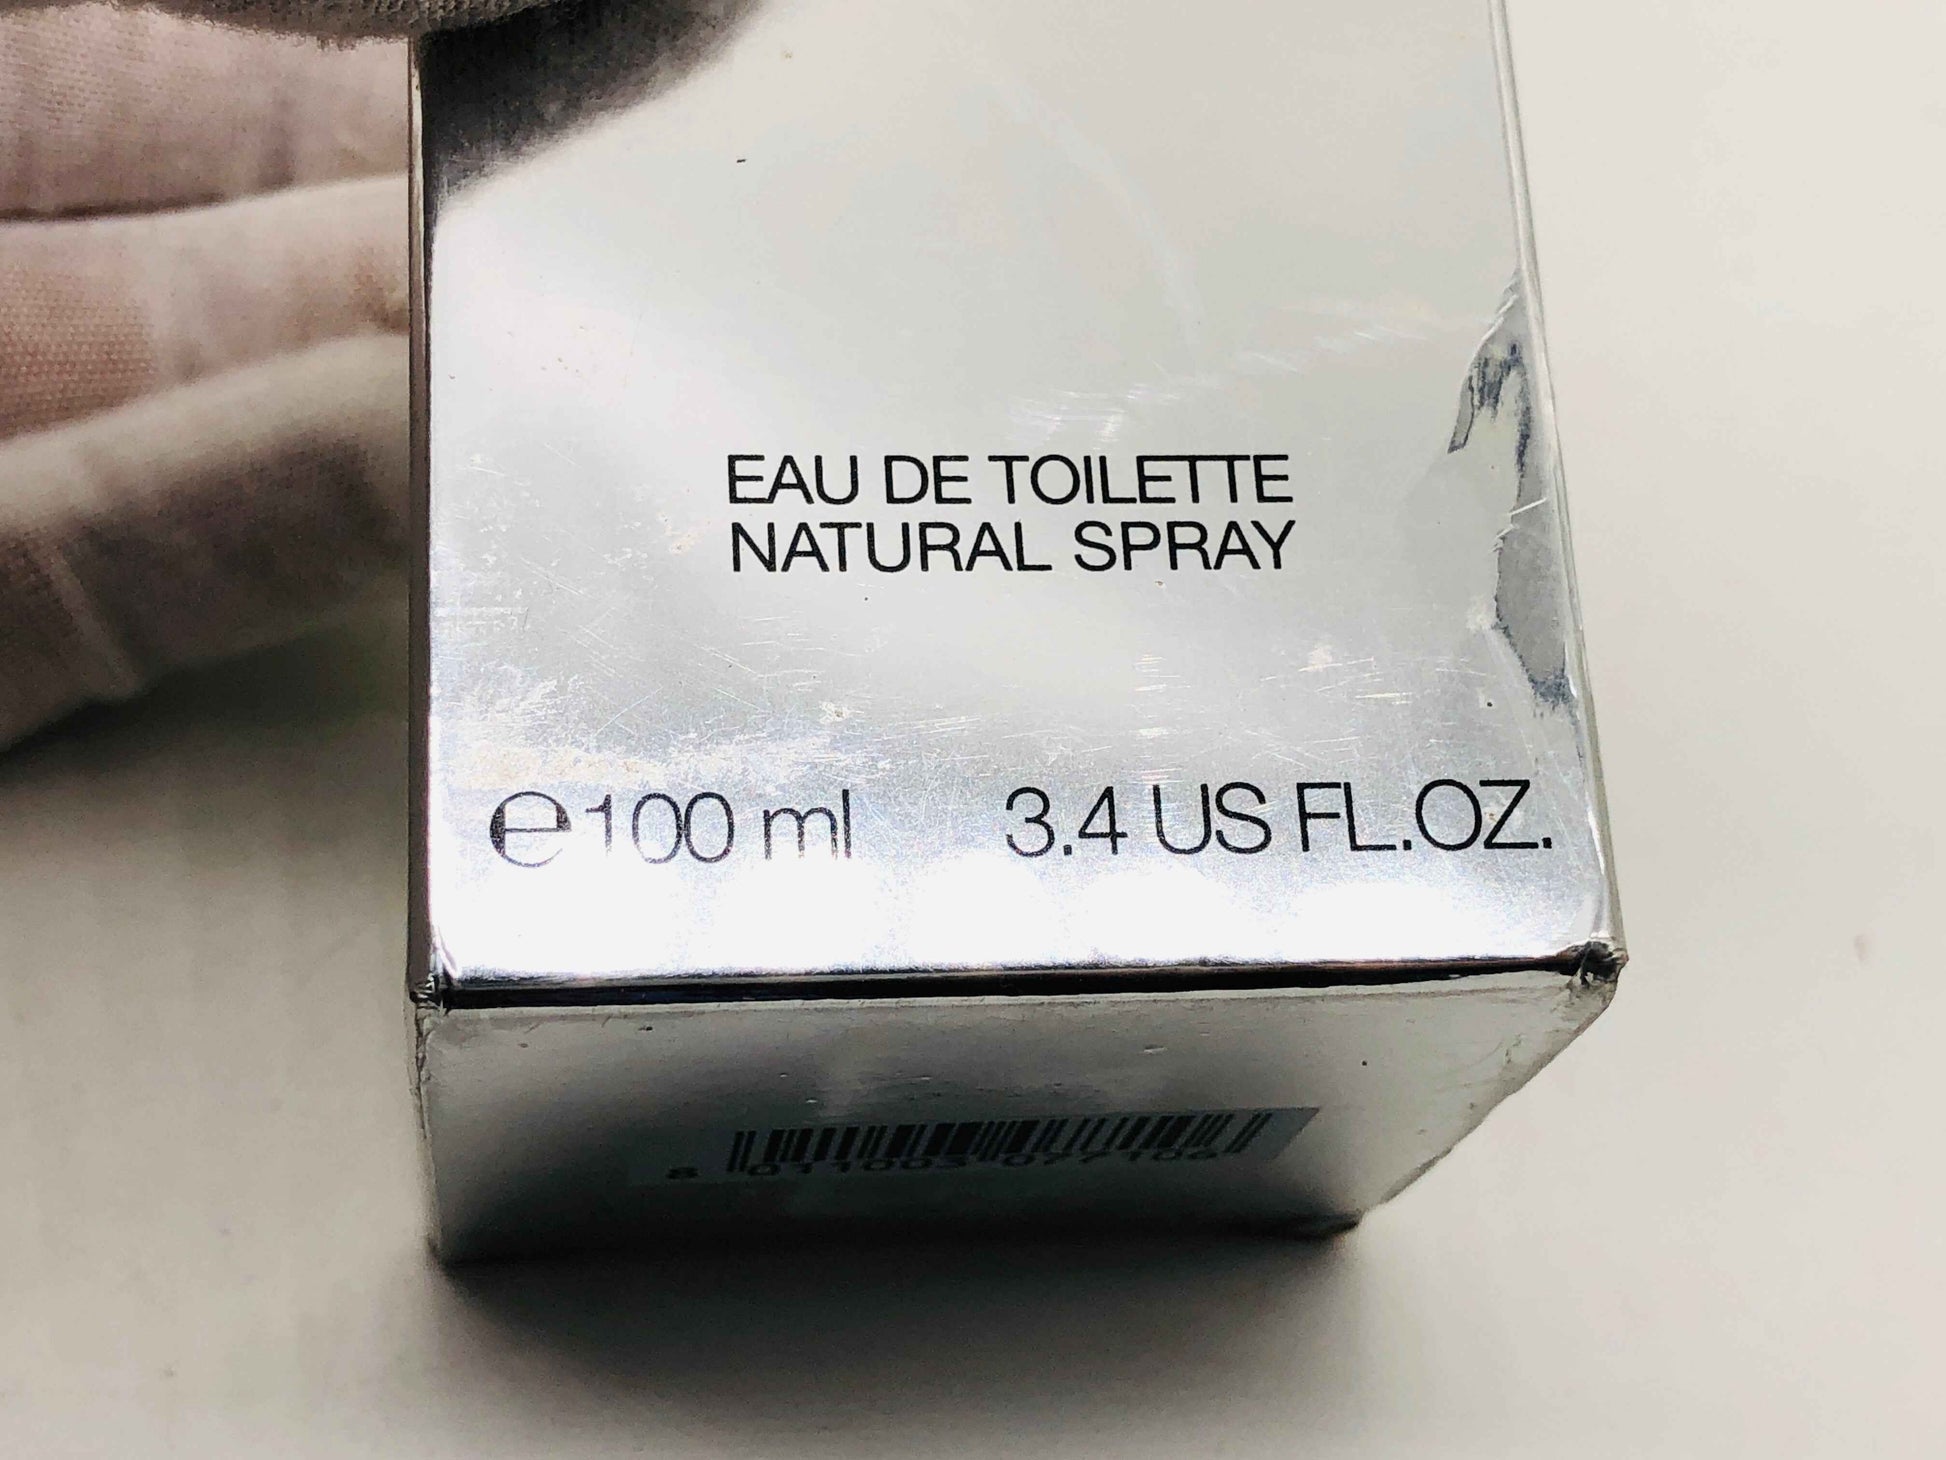 EAU DE TOILETTE
NATURAL SPRAY
℮100 ml 3.4 US FL.OZ.